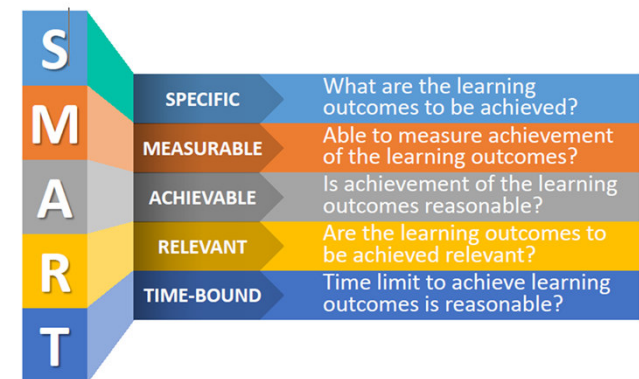 S
SPECIFIC
What are the learning
outcomes to be achieved?
M
MEASURABLE
Able to measure achievement
of the learning outcomes?
A
ACHIEVABLE
Is achievement of the learning
outcomes reasonable?
R
RELEVANT
Are the learning outcomes to
be achieved relevant?
T
TIME-BOUND
Time limit to achieve learning
outcomes is reasonable?